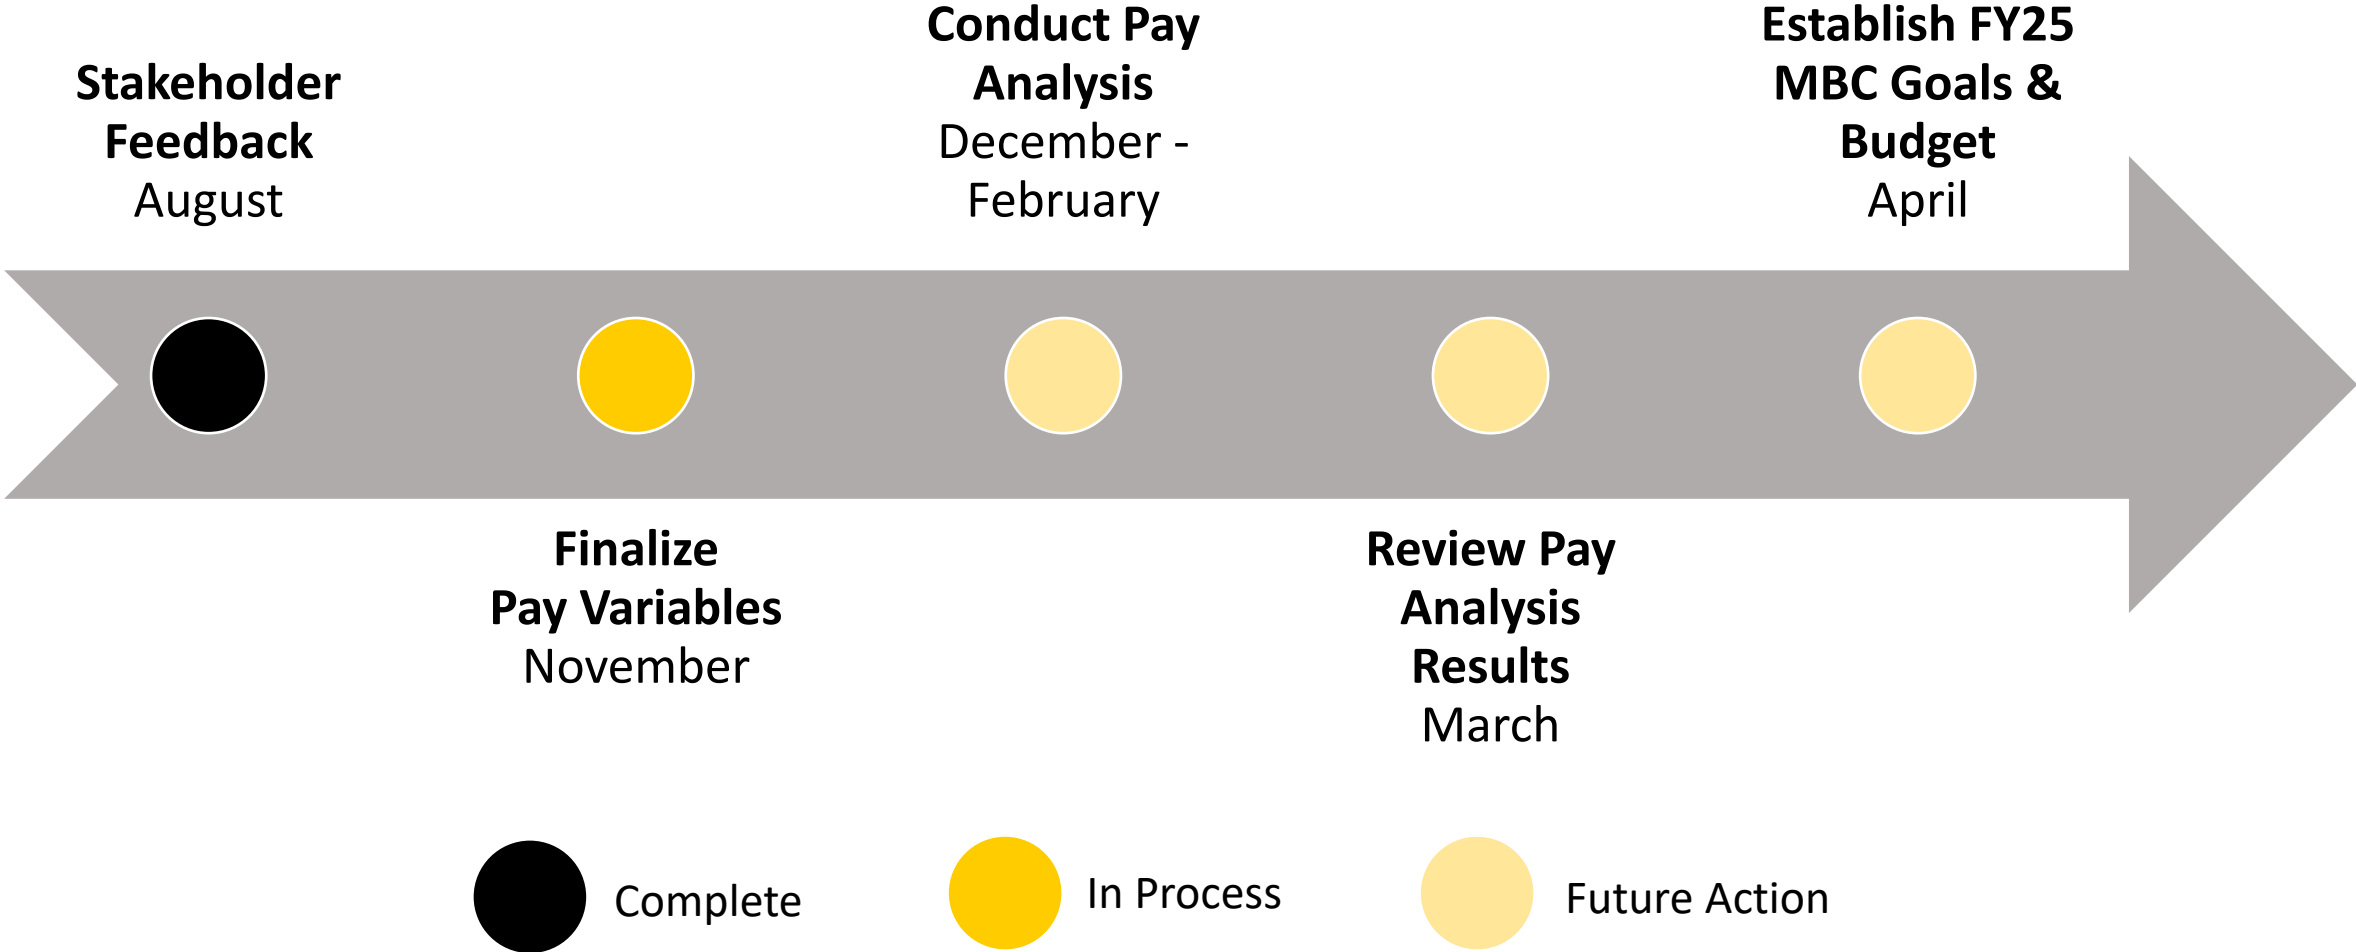 Stakeholder
Feedback
August
Finalize
Pay Variables
November
Conduct Pay
Analysis
December -
February
Review Pay
Analysis
Results
March
Establish FY25
MBC Goals &
Budget
April
Complete
In Process
Future Action